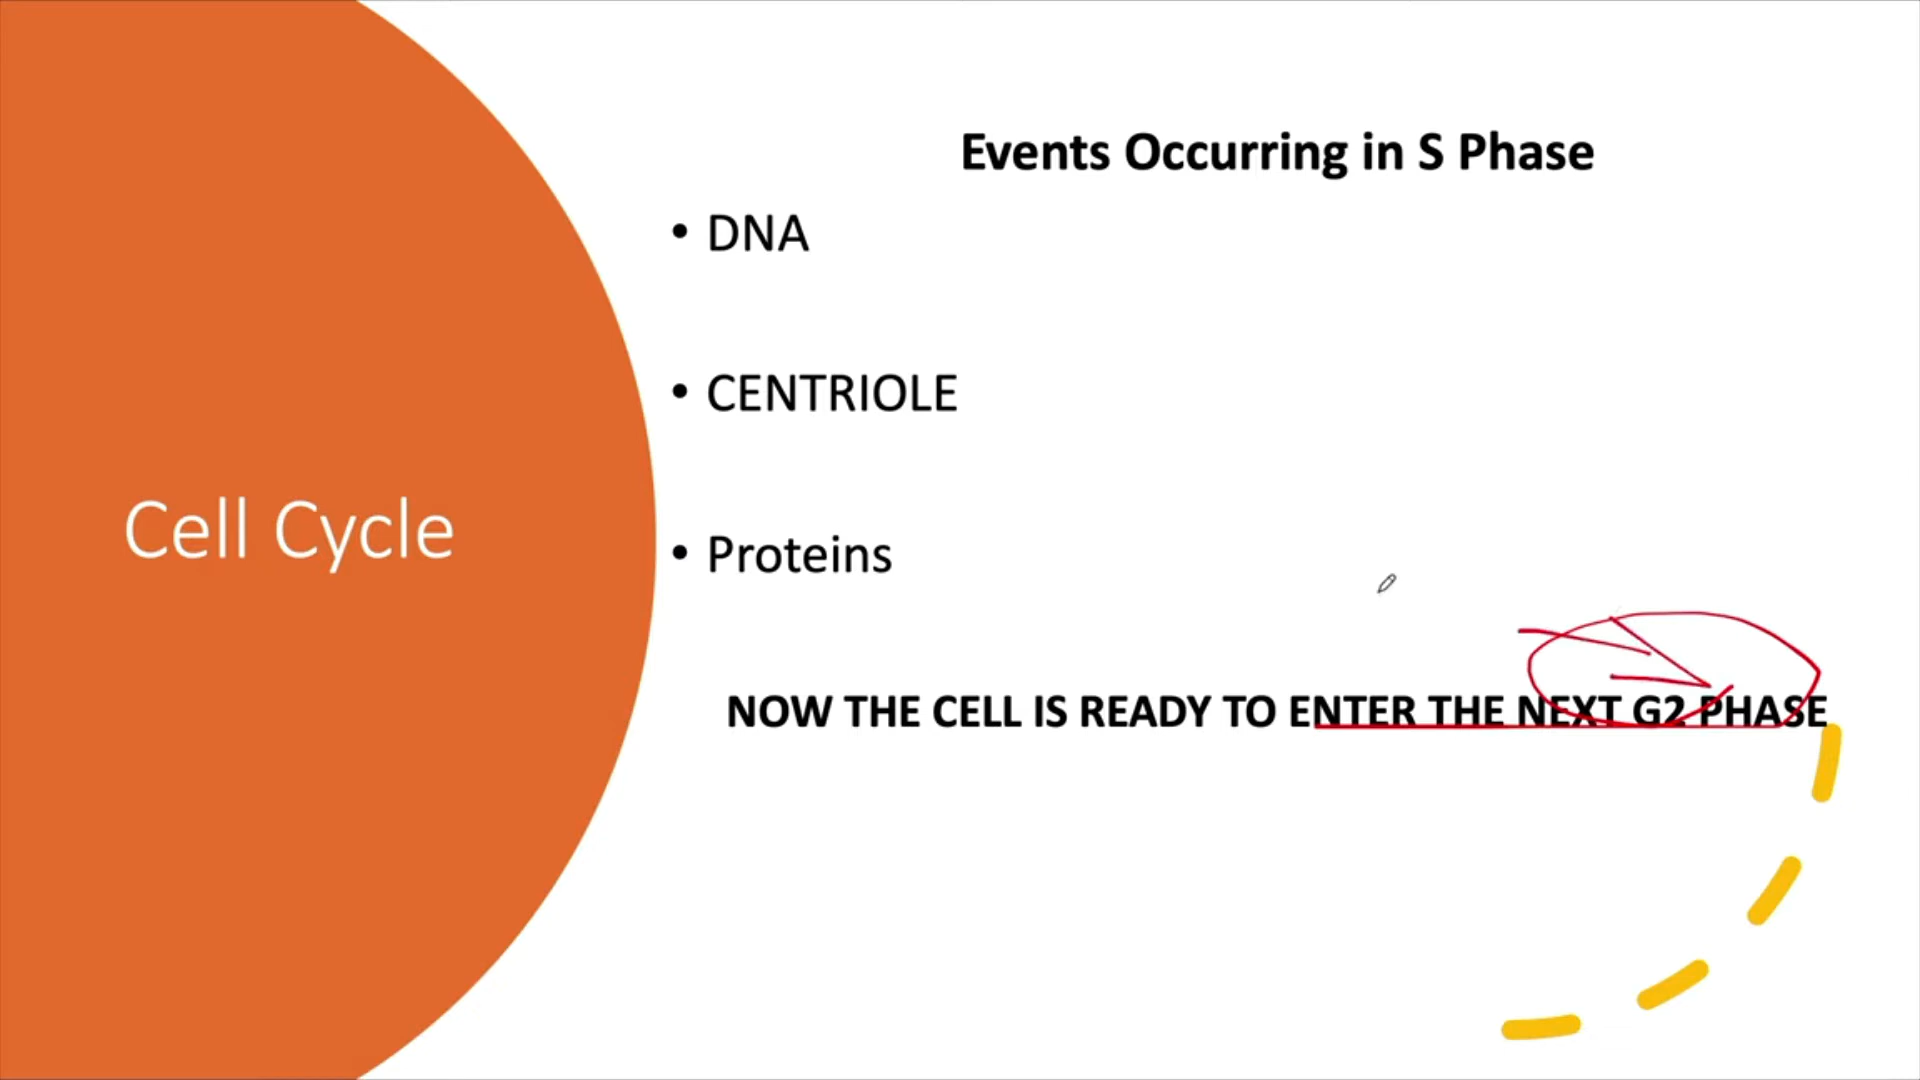 Events Occurring in S Phase
• DNA
• CENTRIOLE
Cell Cycle
• Proteins
NOW THE CELL IS READY TO ENTER THE NEXT G2 PHASE